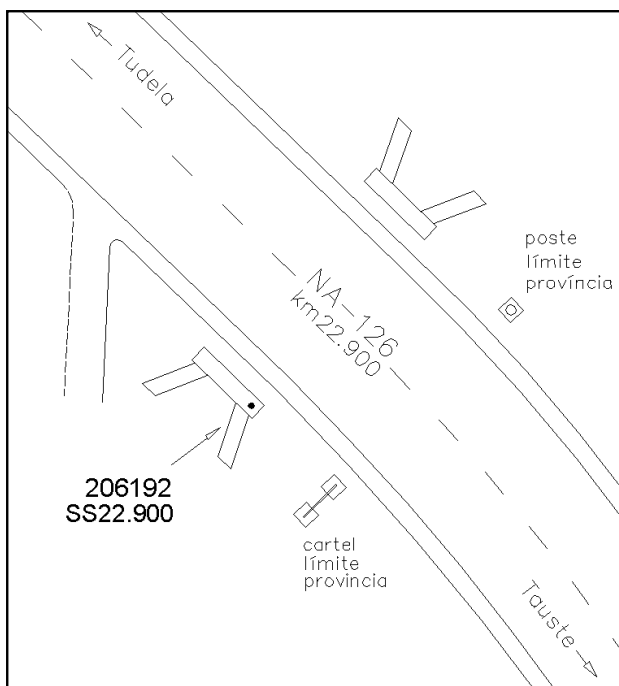 Tudela
poste
límite
província
NA-126
km22.900
206192
SS22.900
cartel
límite
provincia
Tauste